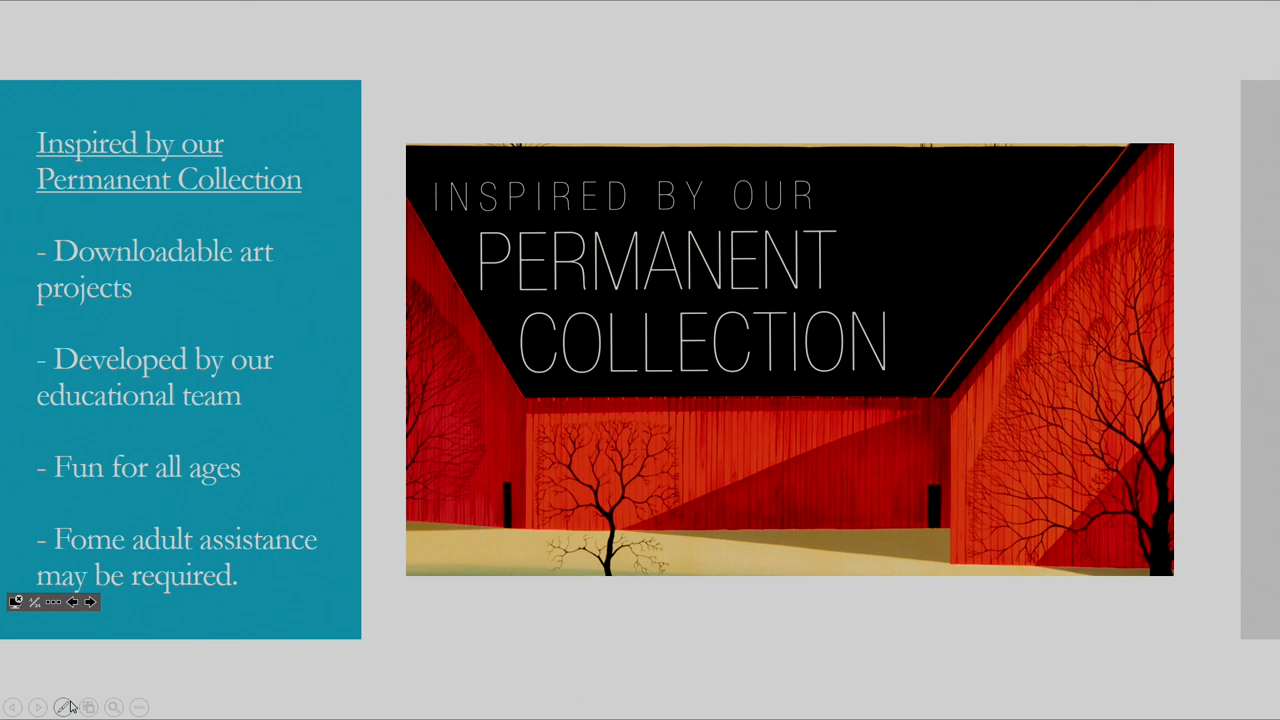 Inspired by our
Permanent Collection
- Downloadable art
projects
- Developed by our
educational team
- Fun for all ages
- Fome adult assistance
may be required.
INSPIRED BY OUR
PERMANENT
COLLECTION